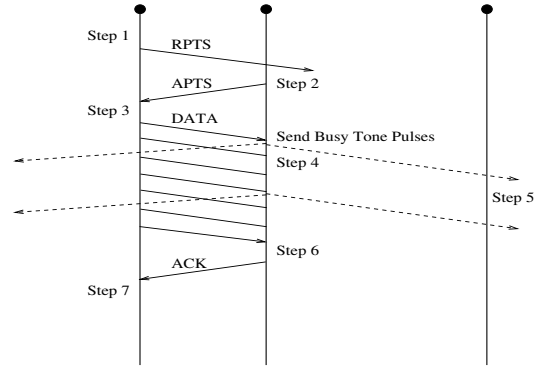 Step 1
RPTS
APTS
Step 2
Step 3
DATA
Send Busy Tone Pulses
Step 4
Step 5
Step 6
ACK
Step 7